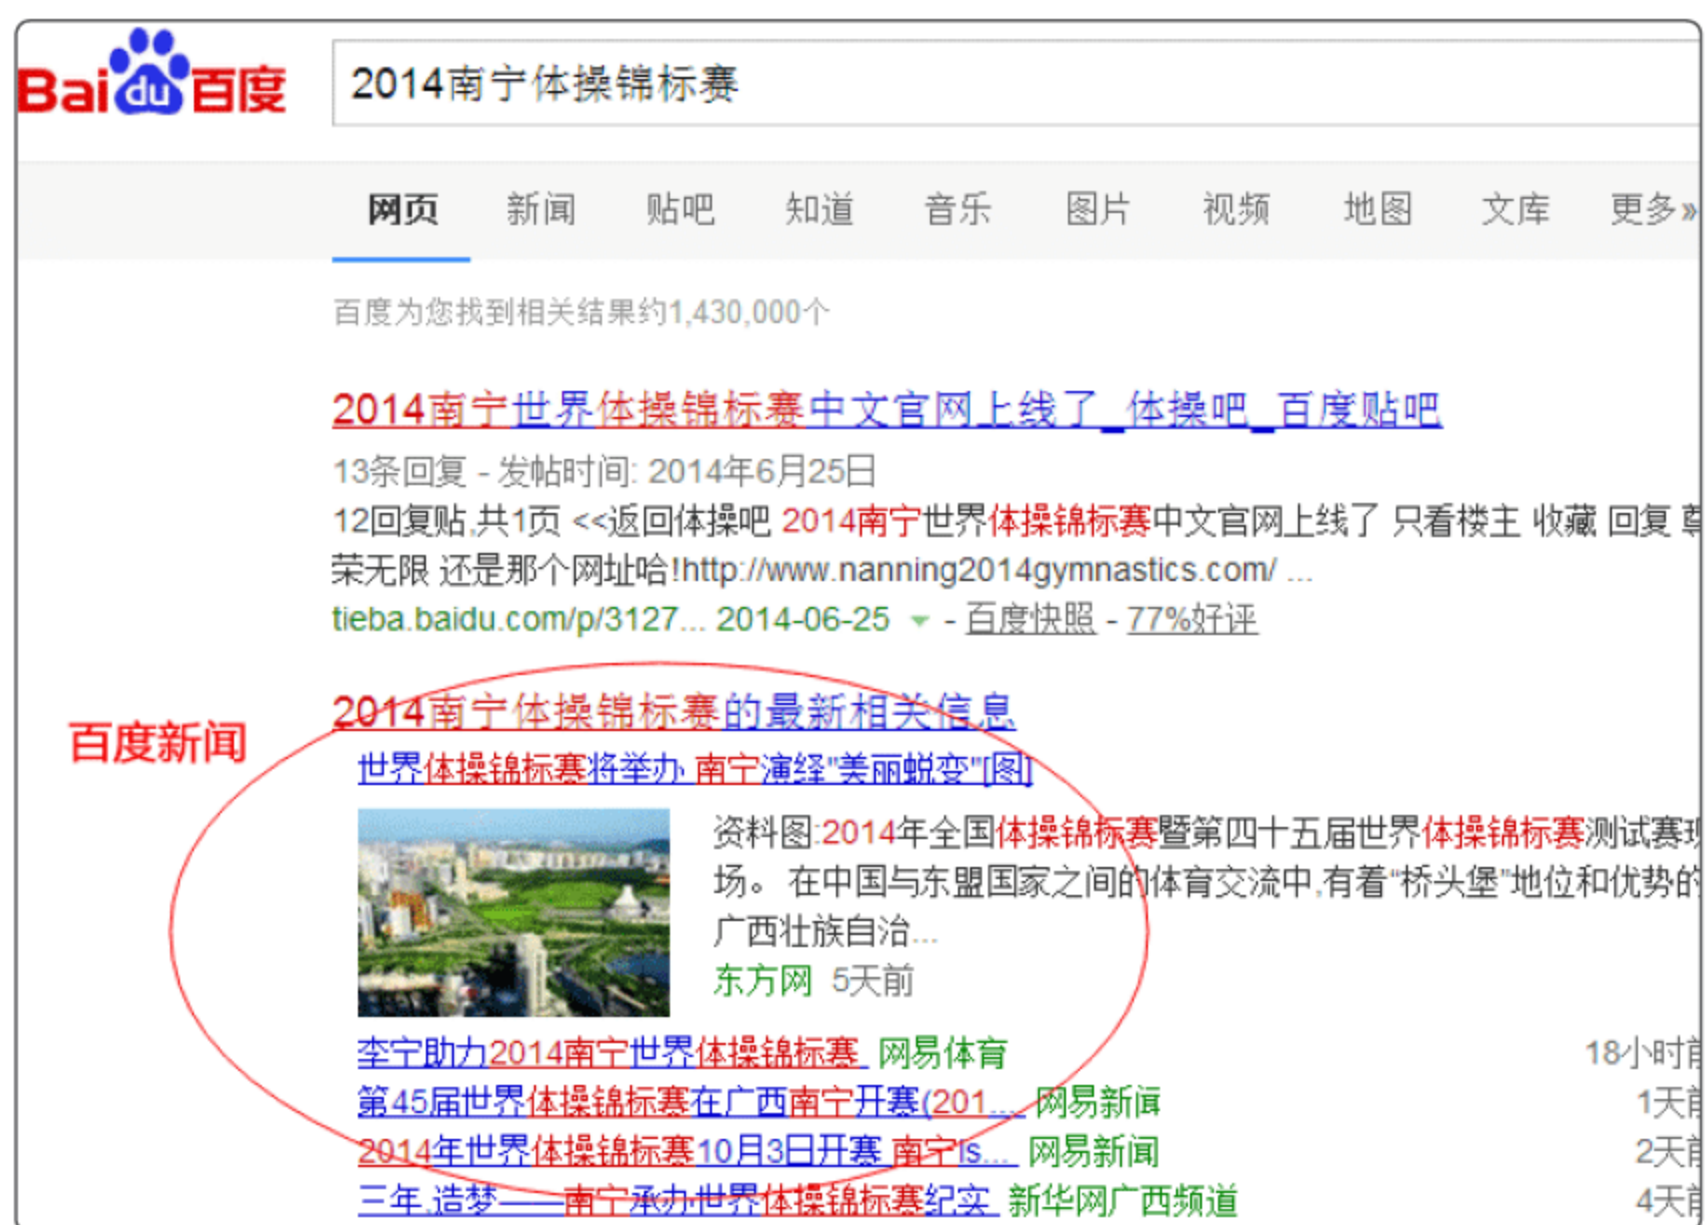 Bai du 百度
2014南宁体操锦标赛
网页 新闻 贴吧 知道 音乐 图片 视频 地图 文库 更多»
百度为您找到相关结果约1,430,000个
2014南宁世界体操锦标赛中文官网上线了_体操吧_百度贴吧
13条回复 - 发帖时间: 2014年6月25日
12回复贴,共1页 <<返回体操吧 2014南宁世界体操锦标赛中文官网上线了 只看楼主 收藏 回复 尊
荣无限 还是那个网址哈!http://www.nanning2014gymnastics.com/ ...
tieba.baidu.com/p/3127... 2014-06-25 - 百度快照 - 77%好评
2014南宁体操锦标赛的最新相关信息
百度新闻
世界体操锦标赛将举办 南宁演绎"美丽蜕变"[图]
资料图:2014年全国体操锦标赛暨第四十五届世界体操锦标赛测试赛现
场。 在中国与东盟国家之间的体育交流中,有着“桥头堡”地位和优势的
广西壮族自治...
东方网 5天前
李宁助力2014南宁世界体操锦标赛 网易体育 18小时前
第45届世界体操锦标赛在广西南宁开赛(201... 网易新闻 1天前
2014年世界体操锦标赛10月3日开赛 南宁Is... 网易新闻 2天前
三年,造梦——南宁承办世界体操锦标赛纪实 新华网广西频道 4天前